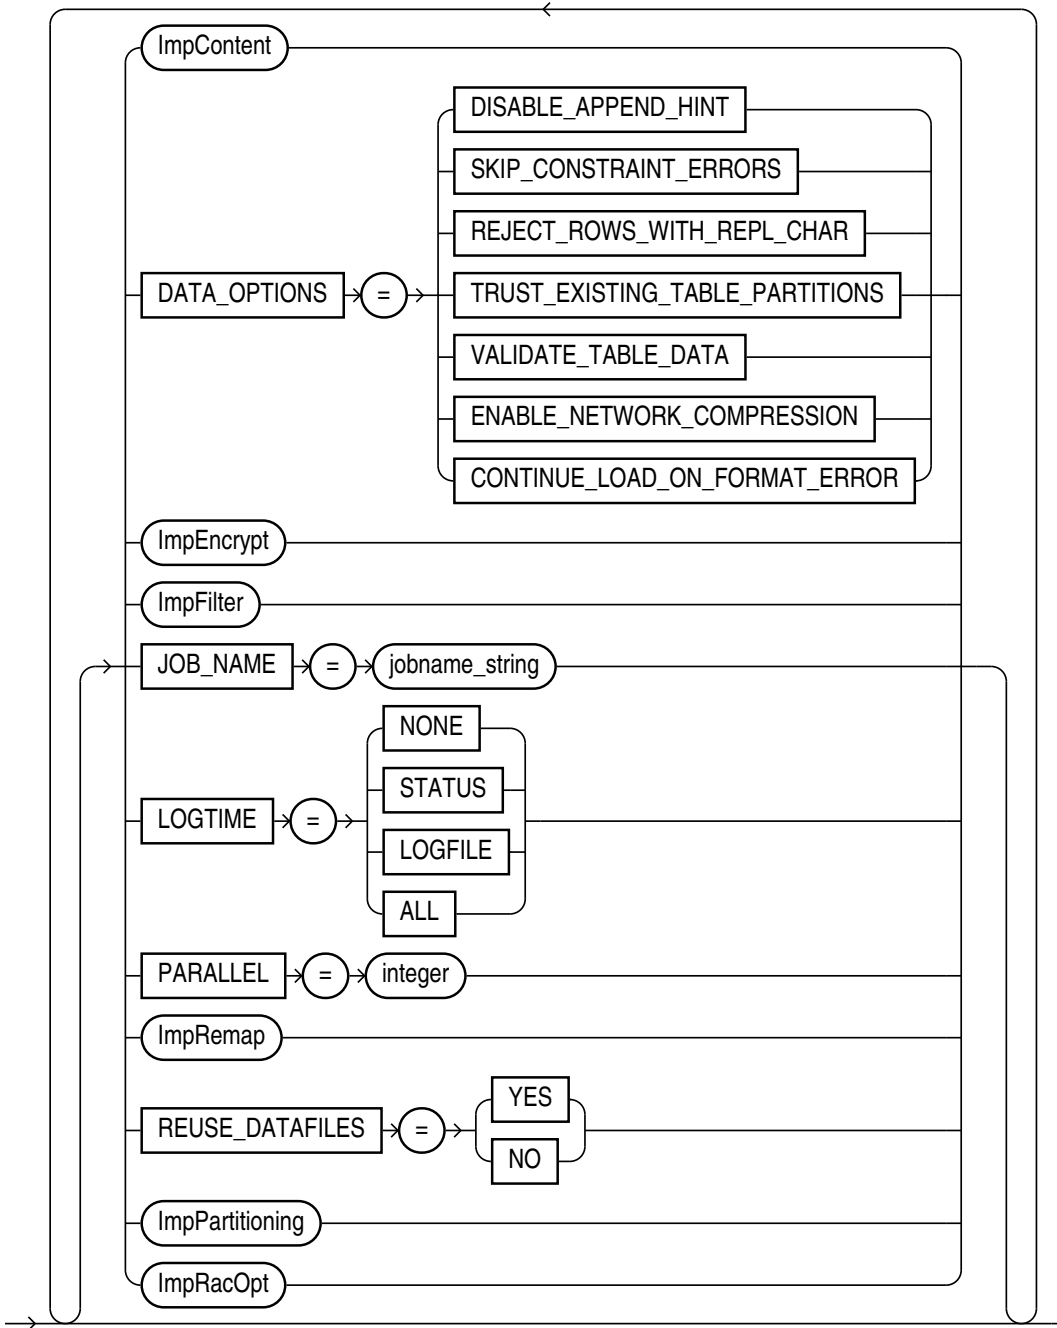 ImpContent
DISABLE_APPEND_HINT
SKIP_CONSTRAINT_ERRORS
REJECT_ROWS_WITH_REPL_CHAR
DATA_OPTIONS = TRUST_EXISTING_TABLE_PARTITIONS
VALIDATE_TABLE_DATA
ENABLE_NETWORK_COMPRESSION
CONTINUE_LOAD_ON_FORMAT_ERROR
ImpEncrypt
ImpFilter
JOB_NAME = jobname_string
NONE
STATUS
LOGTIME =
LOGFILE
ALL
PARALLEL = integer
ImpRemap
YES
REUSE_DATAFILES =
NO
ImpPartitioning
ImpRacOpt